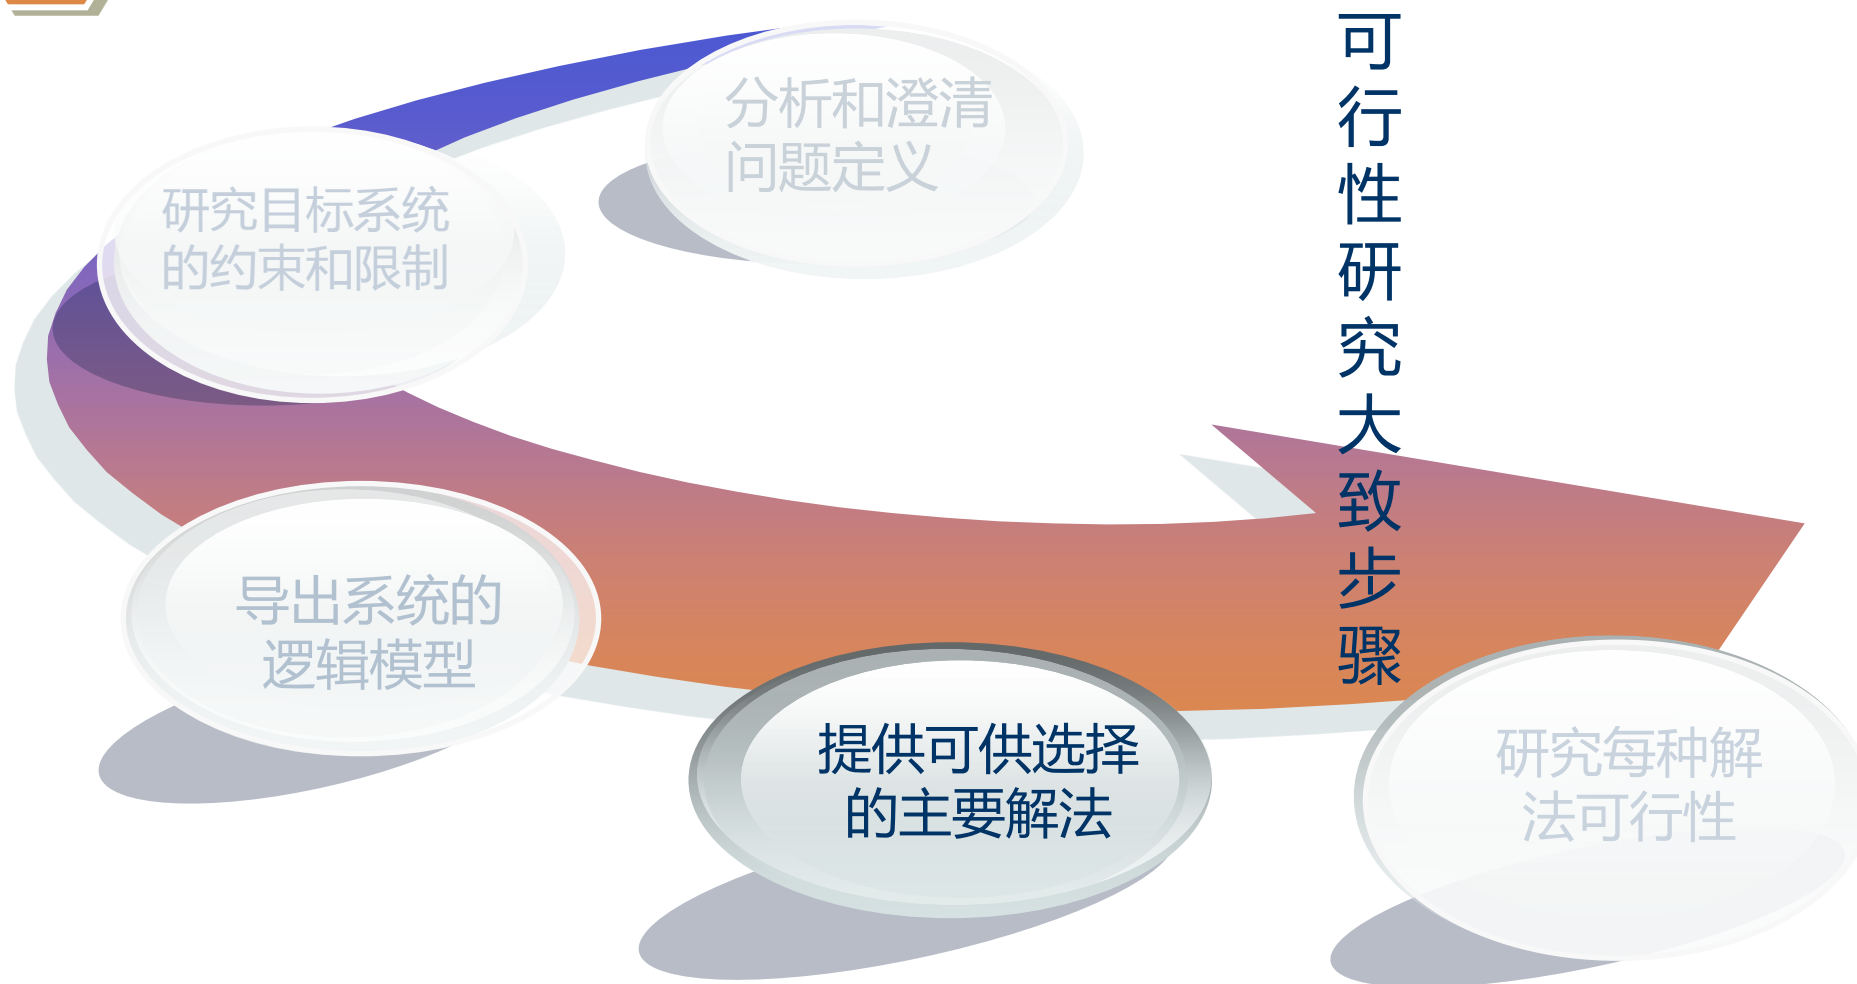 可行性研究大致步骤
分析和澄清
问题定义
研究目标系统
的约束和限制
导出系统的
逻辑模型
提供可供选择
的主要解法
研究每种解
法可行性